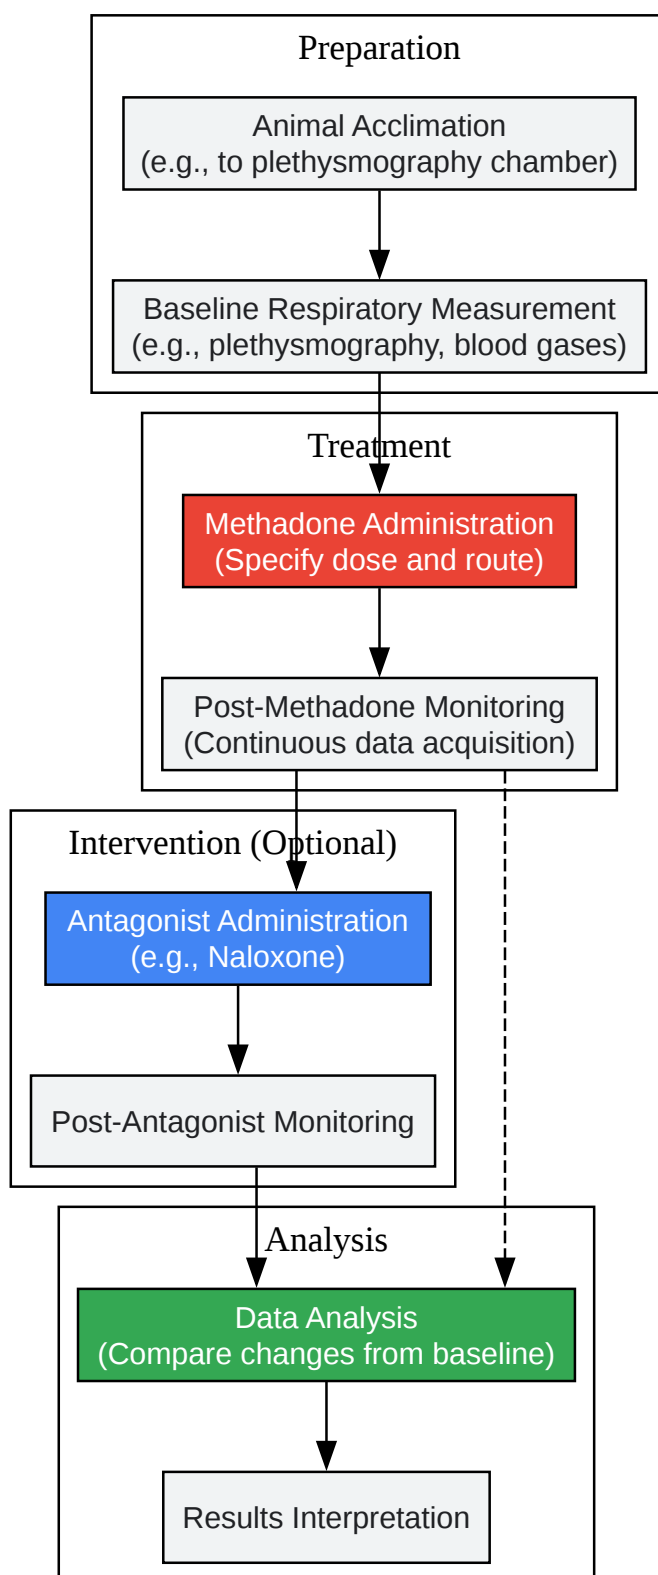 Preparation
Animal Acclimation
(e.g., to plethysmography chamber)
Baseline Respiratory Measurement
(e.g., plethysmography, blood gases)
Treatment
Methadone Administration
(Specify dose and route)
Post-Methadone Monitoring
(Continuous data acquisition)
Intervention (Optional)
Antagonist Administration
(e.g., Naloxone)
Post-Antagonist Monitoring
Analysis
Data Analysis
(Compare changes from baseline)
Results Interpretation